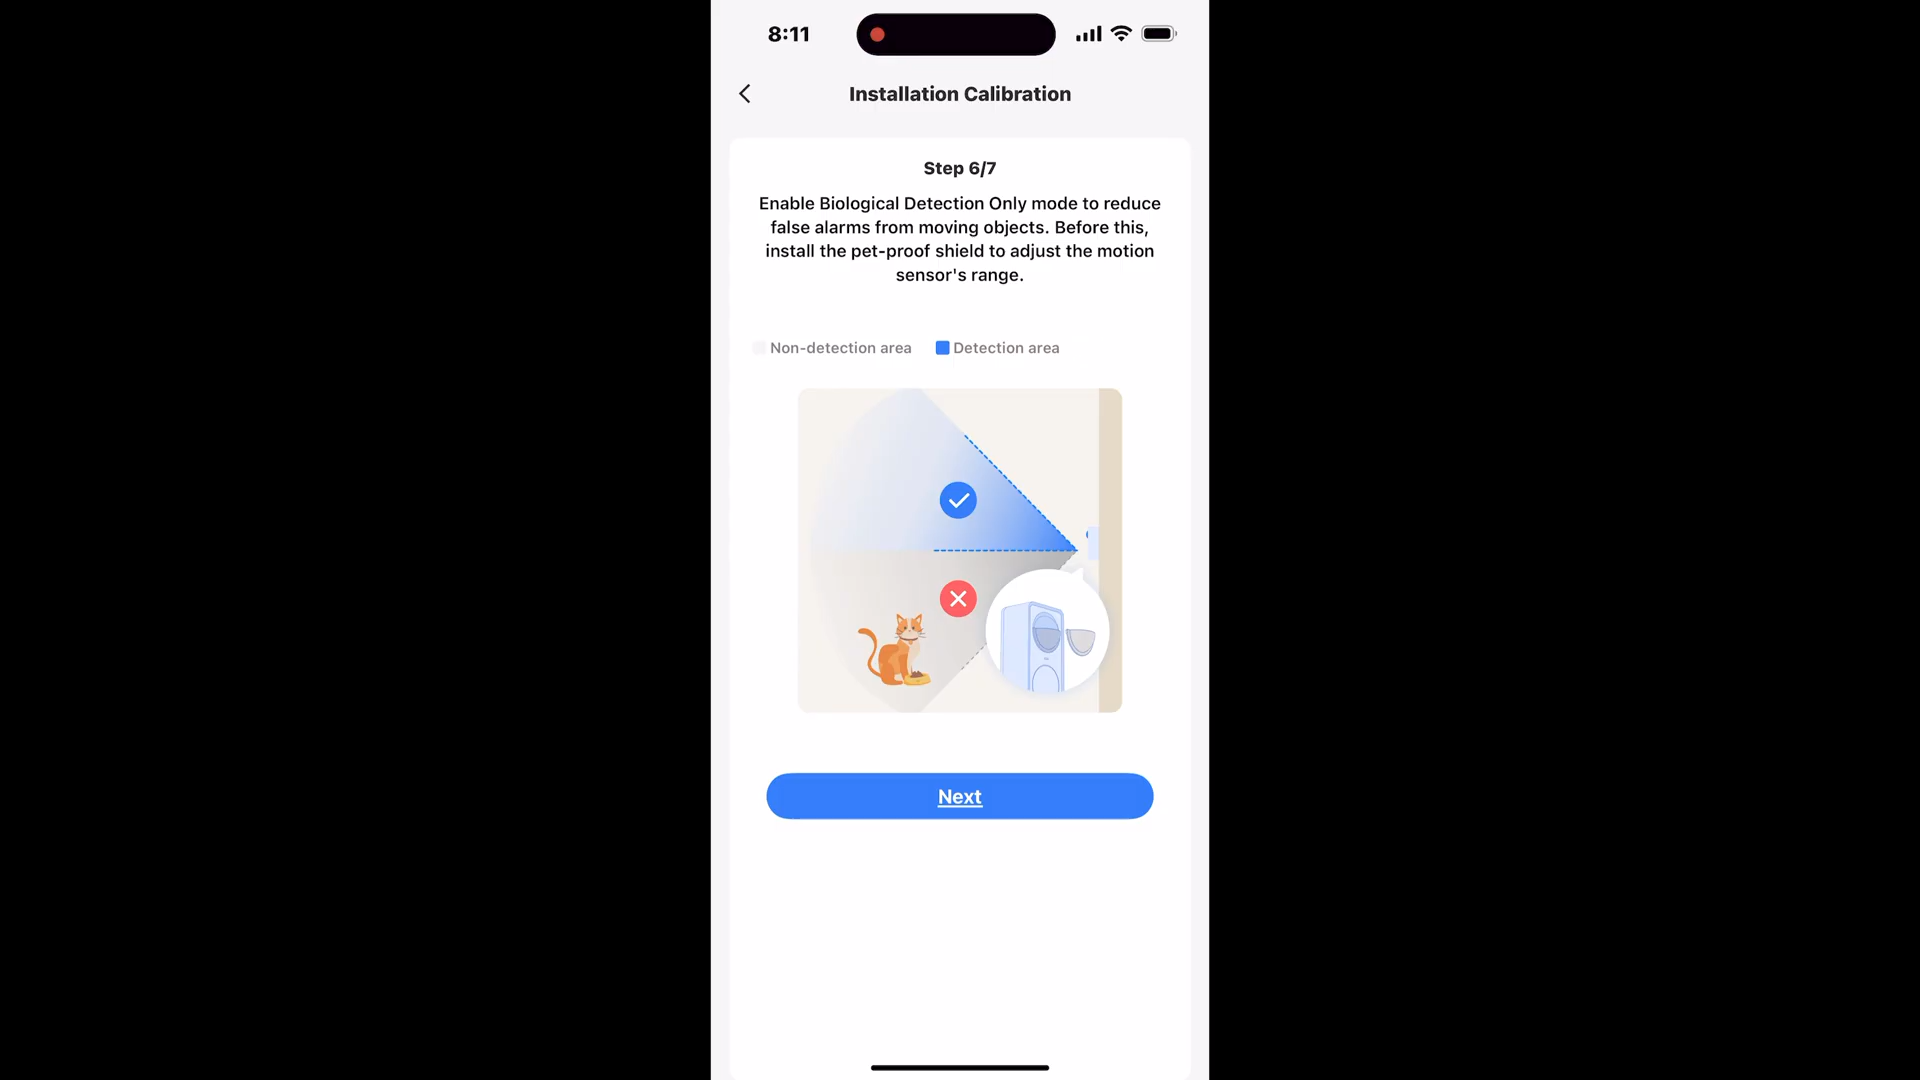 8:11
Installation Calibration
Step 6/7
Enable Biological Detection Only mode to reduce
false alarms from moving objects. Before this,
install the pet-proof shield to adjust the motion
sensor's range.
Non-detection area
Detection area
Next